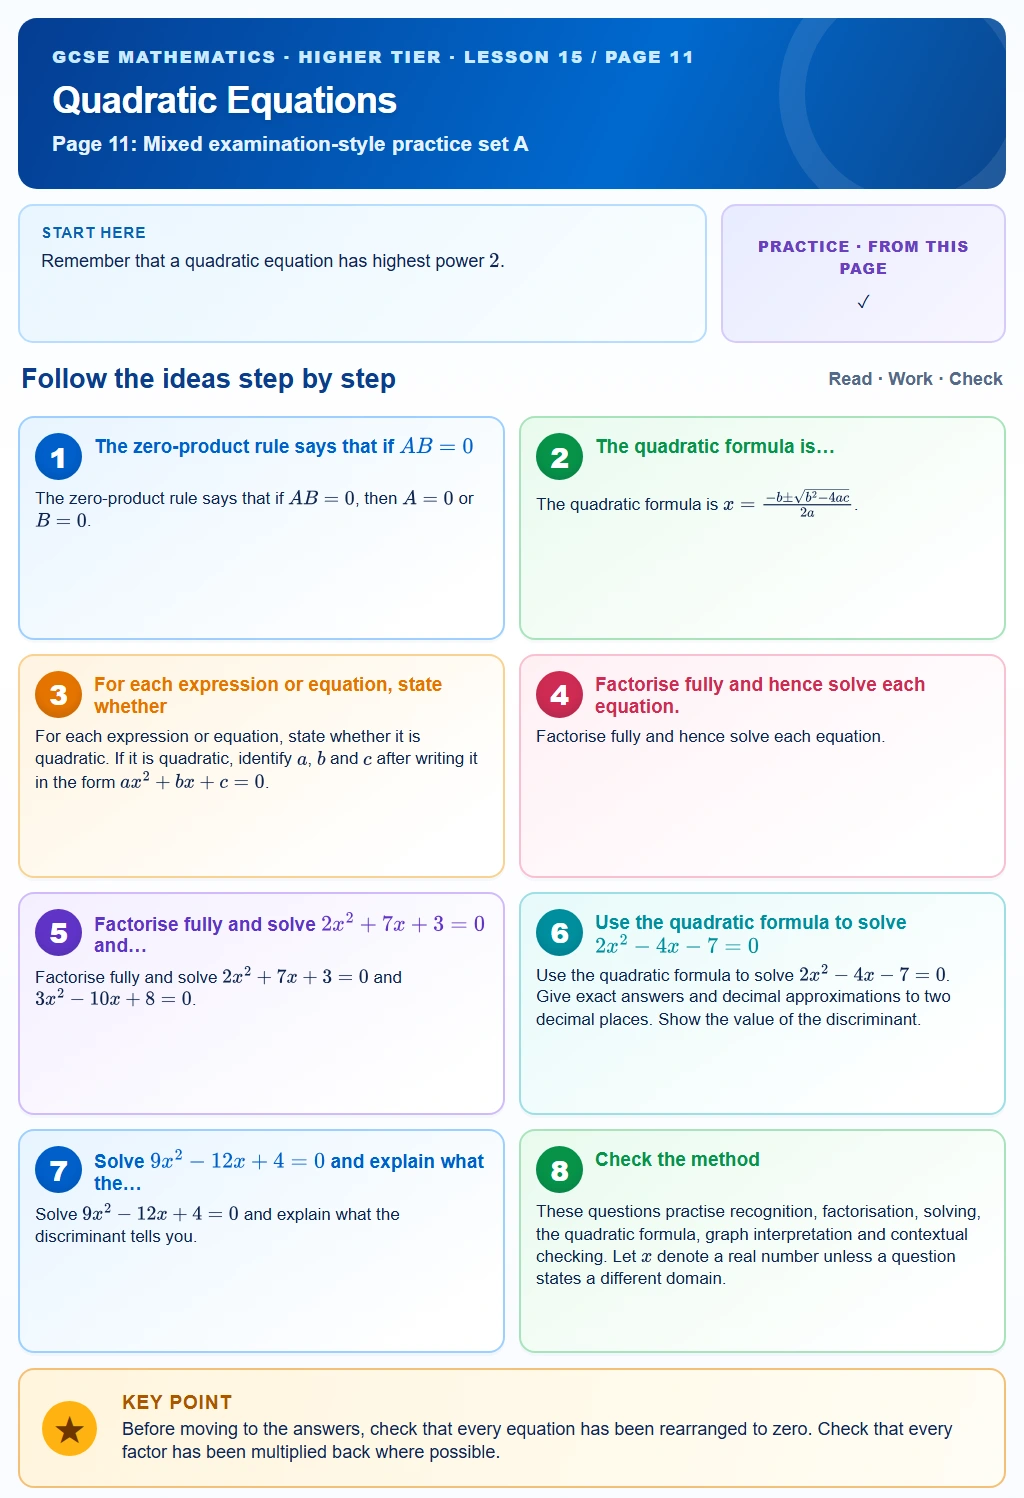 GCSE MATHEMATICS · HIGHER TIER · LESSON 15 / PAGE 11
Quadratic Equations
Page 11: Mixed examination-style practice set A
START HERE
Remember that a quadratic equation has highest power 2.
PRACTICE · FROM THIS
PAGE
✓
Follow the ideas step by step
Read · Work · Check
1
The zero-product rule says that if AB = 0
The zero-product rule says that if AB = 0, then A = 0 or
B = 0.
2
The quadratic formula is…
The quadratic formula is x = \frac{-b±\sqrt{b²−4ac}}{2a}.
3
For each expression or equation, state
whether
For each expression or equation, state whether it is
quadratic. If it is quadratic, identify a, b and c after writing it
in the form ax² + bx + c = 0.
4
Factorise fully and hence solve each
equation.
Factorise fully and hence solve each equation.
5
Factorise fully and solve 2x² + 7x + 3 = 0
and…
Factorise fully and solve 2x² + 7x + 3 = 0 and
3x² − 10x + 8 = 0.
6
Use the quadratic formula to solve
2x² − 4x − 7 = 0
Use the quadratic formula to solve 2x² − 4x − 7 = 0.
Give exact answers and decimal approximations to two
decimal places. Show the value of the discriminant.
7
Solve 9x² − 12x + 4 = 0 and explain what
the…
Solve 9x² − 12x + 4 = 0 and explain what the
discriminant tells you.
8
Check the method
These questions practise recognition, factorisation, solving,
the quadratic formula, graph interpretation and contextual
checking. Let x denote a real number unless a question
states a different domain.
★
KEY POINT
Before moving to the answers, check that every equation has been rearranged to zero. Check that every
factor has been multiplied back where possible.